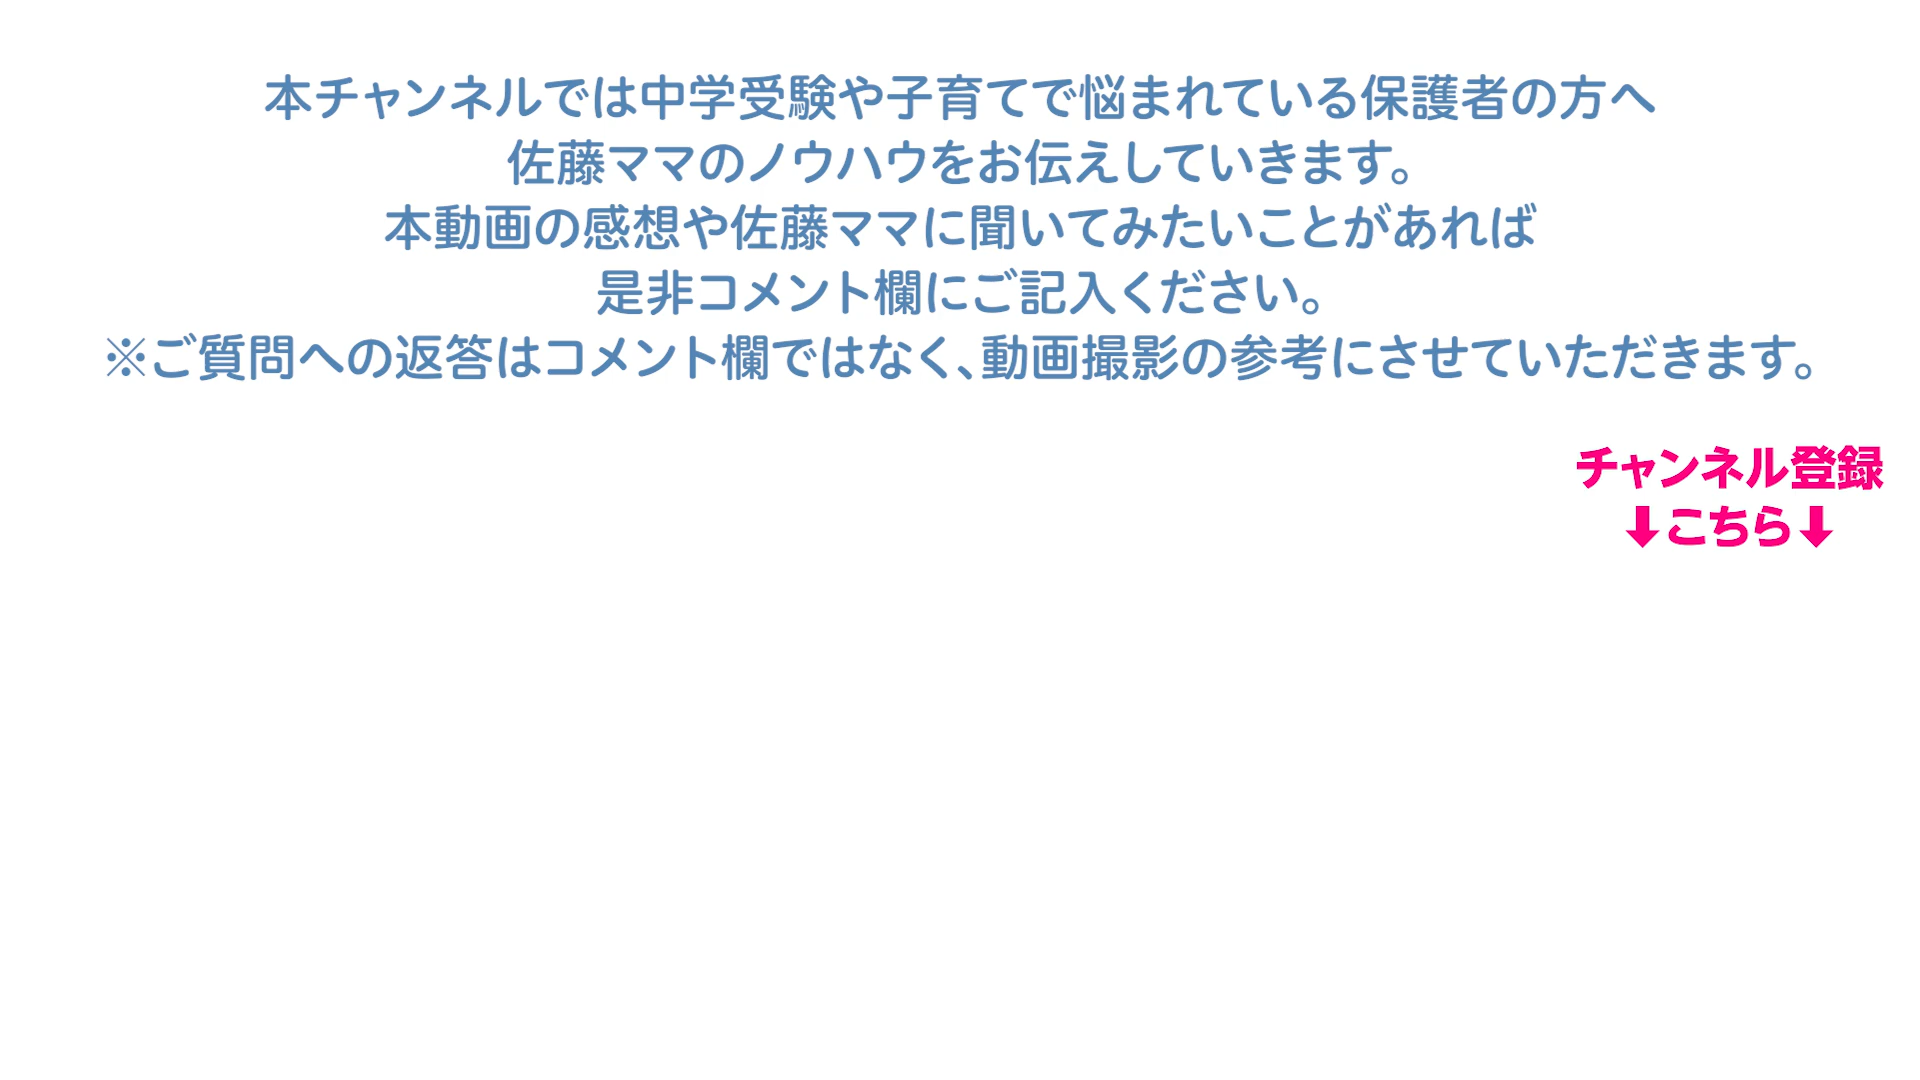 本チャンネルでは中学受験や子育てで悩まれている保護者の方へ
佐藤ママのノウハウをお伝えしていきます。
本動画の感想や佐藤ママに聞いてみたいことがあれば
是非コメント欄にご記入ください。
※ご質問への返答はコメント欄ではなく、動画撮影の参考にさせていただきます。
チャンネル登録
⬇こちら⬇